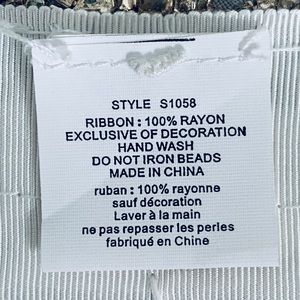 STYLE S1058
RIBBON : 100% RAYON
EXCLUSIVE OF DECORATION
HAND WASH
DO NOT IRON BEADS
MADE IN CHINA
ruban : 100% rayonne
sauf décoration
Laver à la main
ne pas repasser les perles
fabriqué en Chine